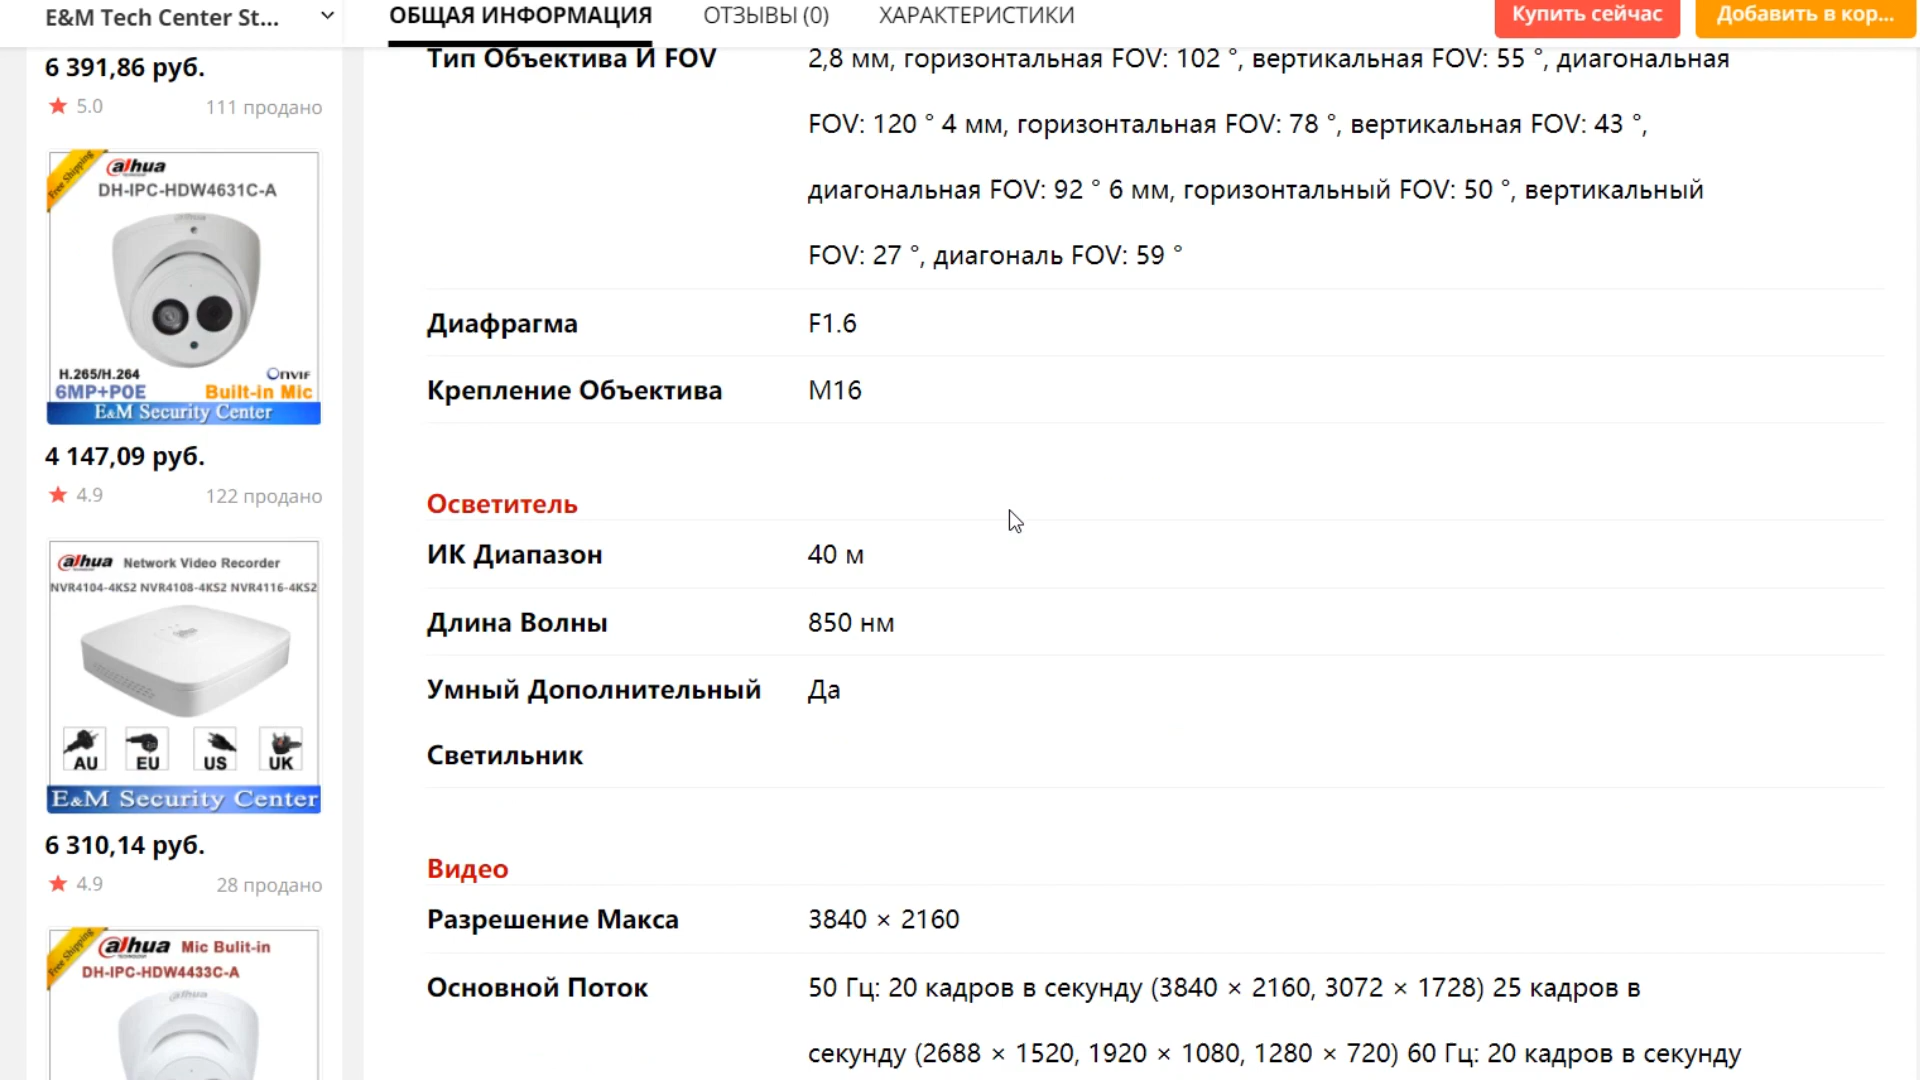 E&M Tech Center St...
ОБЩАЯ ИНФОРМАЦИЯ
ОТЗЫВЫ (0)
ХАРАКТЕРИСТИКИ
Купить сейчас
Добавить в кор...
6 391,86 руб.
5.0
111 продано
Free Shipping
alhua
DH-IPC-HDW4631C-A
H.265/H.264
Onvif
6MP+POE
Built-in Mic
E&M Security Center
4 147,09 руб.
4.9
122 продано
alhua Network Video Recorder
NVR4104-4KS2 NVR4108-4KS2 NVR4116-4KS2
AU EU US UK
E&M Security Center
6 310,14 руб.
4.9
28 продано
Free Shipping
alhua Mic Bulit-in
DH-IPC-HDW4433C-A
Тип Объектива И FOV
2,8 мм, горизонтальная FOV: 102 °, вертикальная FOV: 55 °, диагональная
FOV: 120 ° 4 мм, горизонтальная FOV: 78 °, вертикальная FOV: 43 °,
диагональная FOV: 92 ° 6 мм, горизонтальный FOV: 50 °, вертикальный
FOV: 27 °, диагональ FOV: 59 °
Диафрагма
F1.6
Крепление Объектива
M16
Осветитель
ИК Диапазон
40 м
Длина Волны
850 нм
Умный Дополнительный
Светильник
Да
Видео
Разрешение Макса
3840 × 2160
Основной Поток
50 Гц: 20 кадров в секунду (3840 × 2160, 3072 × 1728) 25 кадров в
секунду (2688 × 1520, 1920 × 1080, 1280 × 720) 60 Гц: 20 кадров в секунду